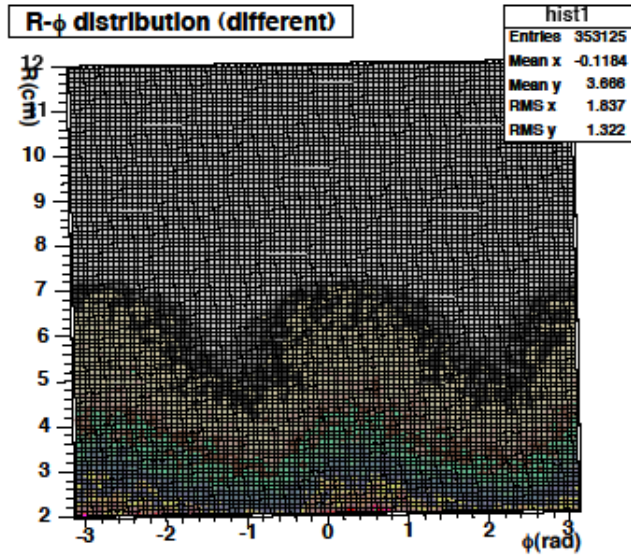 R-ϕ distribution (different)
hist1
Entries 353125
Mean x -0.1184
Mean y 3.666
RMS x 1.837
RMS y 1.322
R(cm)
12
11
10
9
8
7
6
5
4
3
2
-3 -2 -1 0 1 2 3
ϕ(rad)